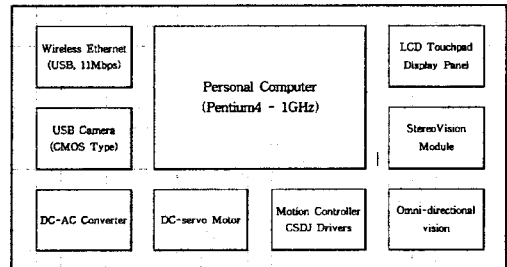 Wireless Ethernet
(USB, 11Mbps)
Personal Computer
(Pentium4 - 1GHz)
LCD Touchpad
Display Panel
USB Camera
(CMOS Type)
StereoVision
Module
DC-AC Converter
DC-servo Motor
Motion Controller
CSDJ Drivers
Omni-directional
vision